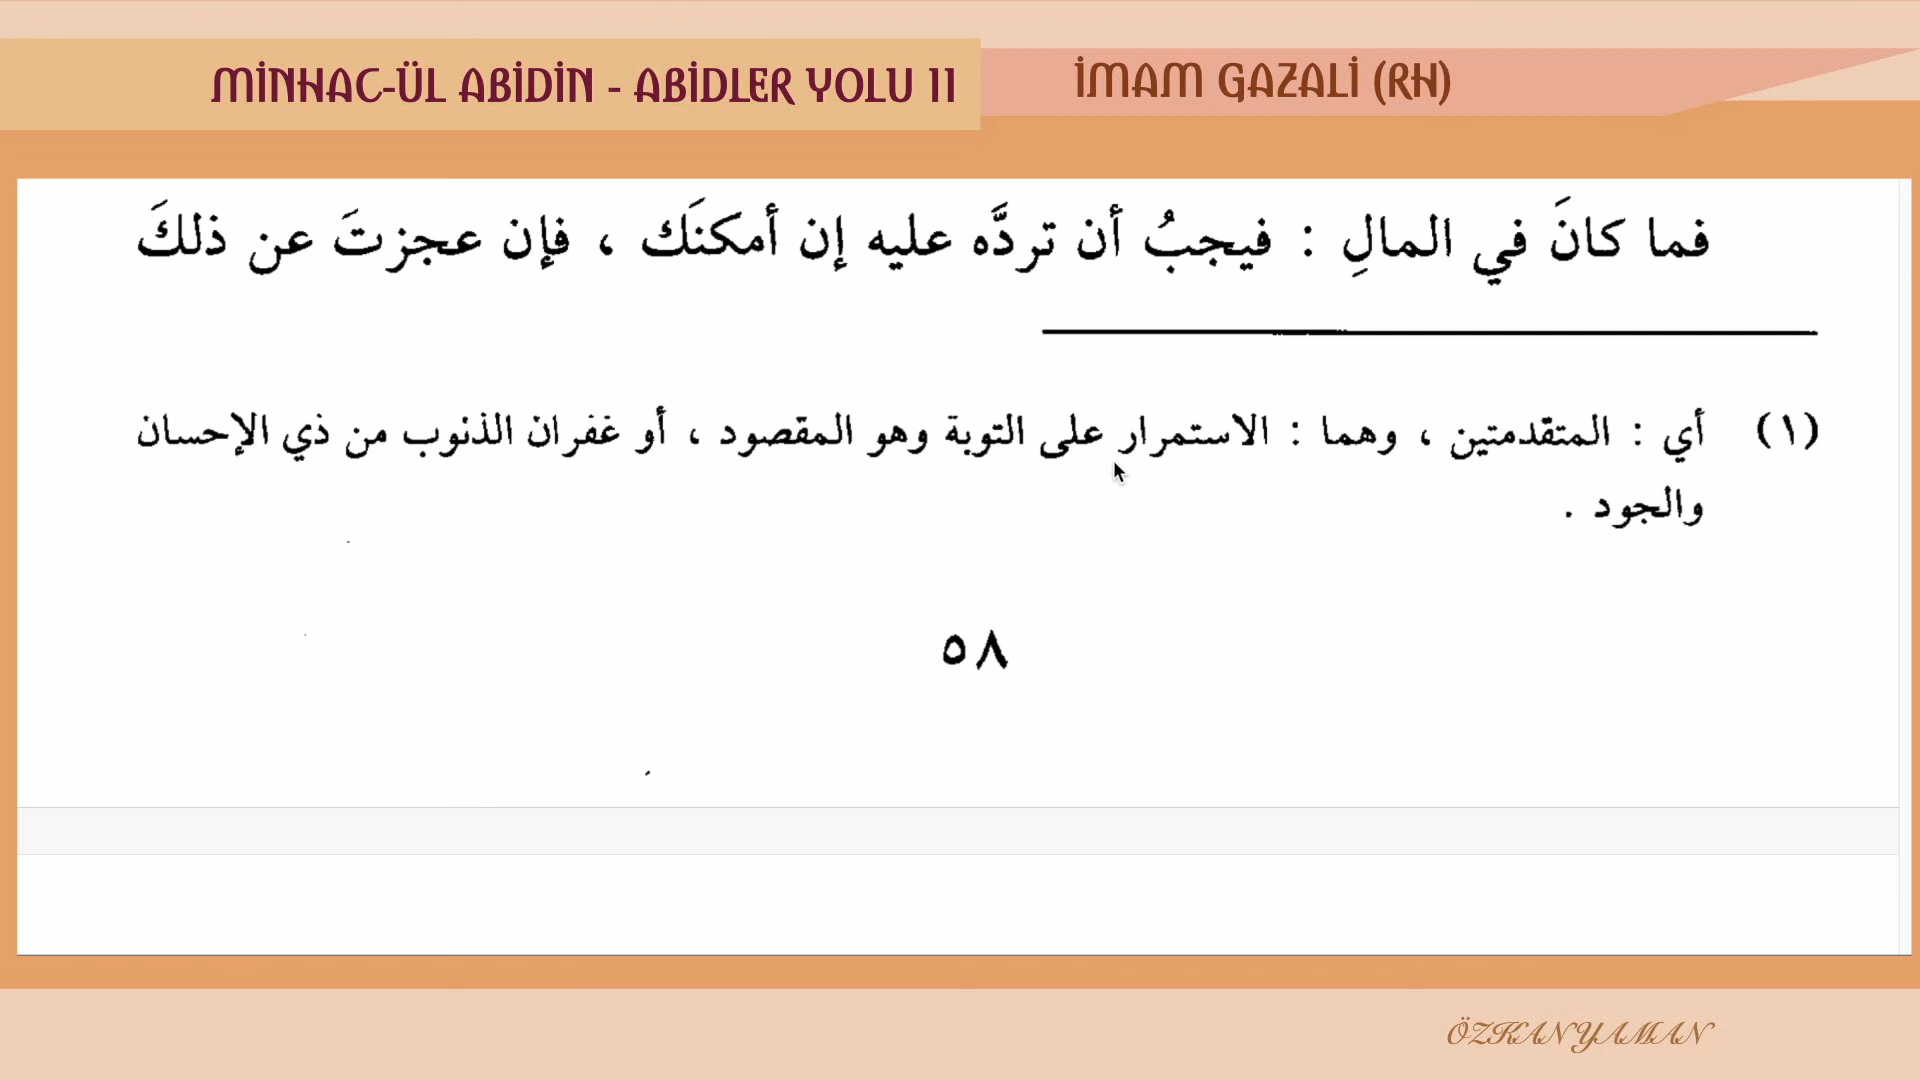 MİNHAC-ÜL ABİDİN - ABİDLER YOLU II
İMAM GAZALİ (RH)
فما كانَ في المالِ : فيجبُ أن تردَّه عليه إن أمكنَك ، فإن عجزتَ عن ذلكَ
(١) أي : المتقدمتين ، وهما : الاستمرار على التوبة وهو المقصود ، أو غفران الذنوب من ذي الإحسان
والجود .
٥٨
ÖZKAN YAMAN